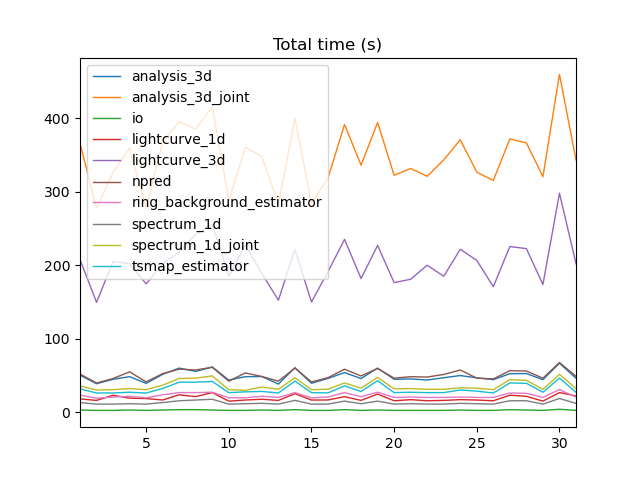 Total time (s)
analysis_3d
analysis_3d_joint
io
lightcurve_1d
lightcurve_3d
npred
ring_background_estimator
spectrum_1d
spectrum_1d_joint
tsmap_estimator
400
300
200
100
0
5 10 15 20 25 30